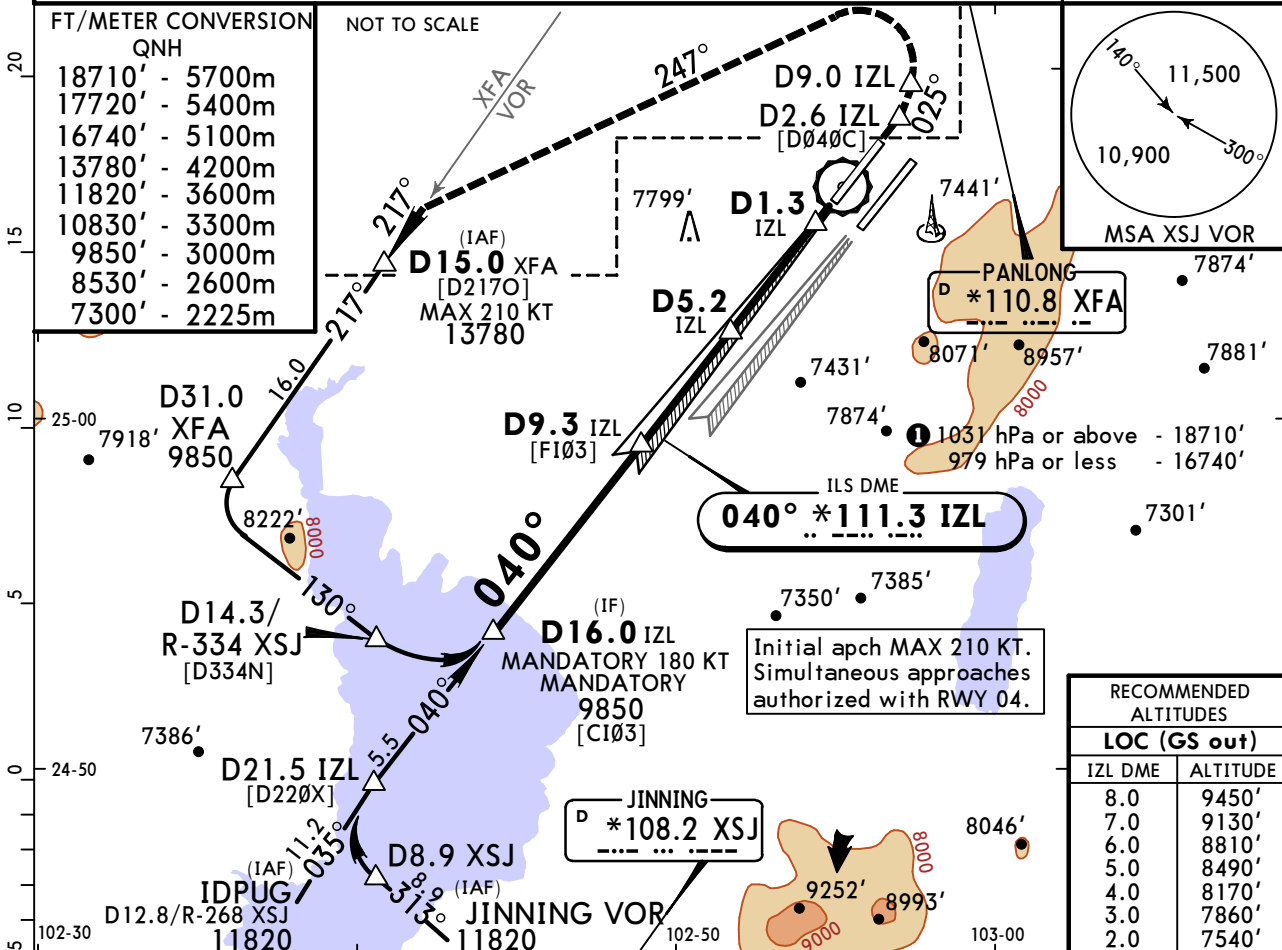 FT/METER CONVERSION
QNH
18710' - 5700m
17720' - 5400m
16740' - 5100m
13780' - 4200m
11820' - 3600m
10830' - 3300m
9850' - 3000m
8530' - 2600m
7300' - 2225m
NOT TO SCALE
XFA
VOR
247°
D9.0 IZL
D2.6 IZL
[DØ4ØC]
025°
140°
11,500
10,900
300°
MSA XSJ VOR
20
15
10
5
0
5
217°
(IAF)
D15.0 XFA
[D217O]
MAX 210 KT
13780
7799'
D1.3
IZL
7441'
PANLONG
D *110.8 XFA
7874'
217°
16.0
D5.2
IZL
8071'
8957'
7881'
7431'
8000
D31.0
XFA
9850
25-00
7918'
D9.3 IZL
[FIØ3]
7874'
1 1031 hPa or above - 18710'
979 hPa or less - 16740'
ILS DME
040° *111.3 IZL
7301'
8222'
8000
040°
130°
7385'
7350'
D14.3/
R-334 XSJ
[D334N]
(IF)
D16.0 IZL
MANDATORY 180 KT
MANDATORY
9850
[CIØ3]
Initial apch MAX 210 KT.
Simultaneous approaches
authorized with RWY 04.
040°
5.5
7386'
D21.5 IZL
[D22ØX]
24-50
RECOMMENDED
ALTITUDES
LOC (GS out)
IZL DME ALTITUDE
8.0 9450'
7.0 9130'
6.0 8810'
5.0 8490'
4.0 8170'
3.0 7860'
2.0 7540'
JINNING
D *108.2 XSJ
11.2
035°
D8.9 XSJ
8.9
313°
(IAF)
IDPUG
D12.8/R-268 XSJ
11820
(IAF)
JINNING VOR
11820
8000
8046'
9252'
8993'
9000
102-30
102-50
103-00